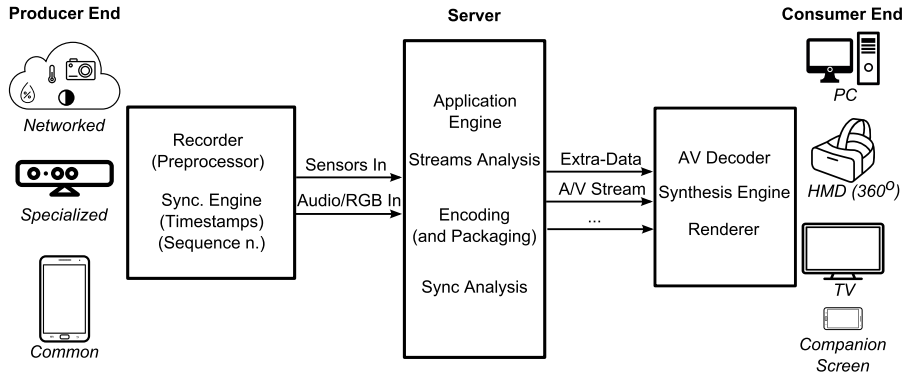 Producer End
Server
Consumer End
%
Networked
Specialized
Common
Recorder
(Preprocessor)
Sync. Engine
(Timestamps)
(Sequence n.)
Sensors In
Audio/RGB In
Application
Engine
Streams Analysis
Encoding
(and Packaging)
Sync Analysis
Extra-Data
A/V Stream
...
AV Decoder
Synthesis Engine
Renderer
PC
HMD (360º)
TV
Companion
Screen